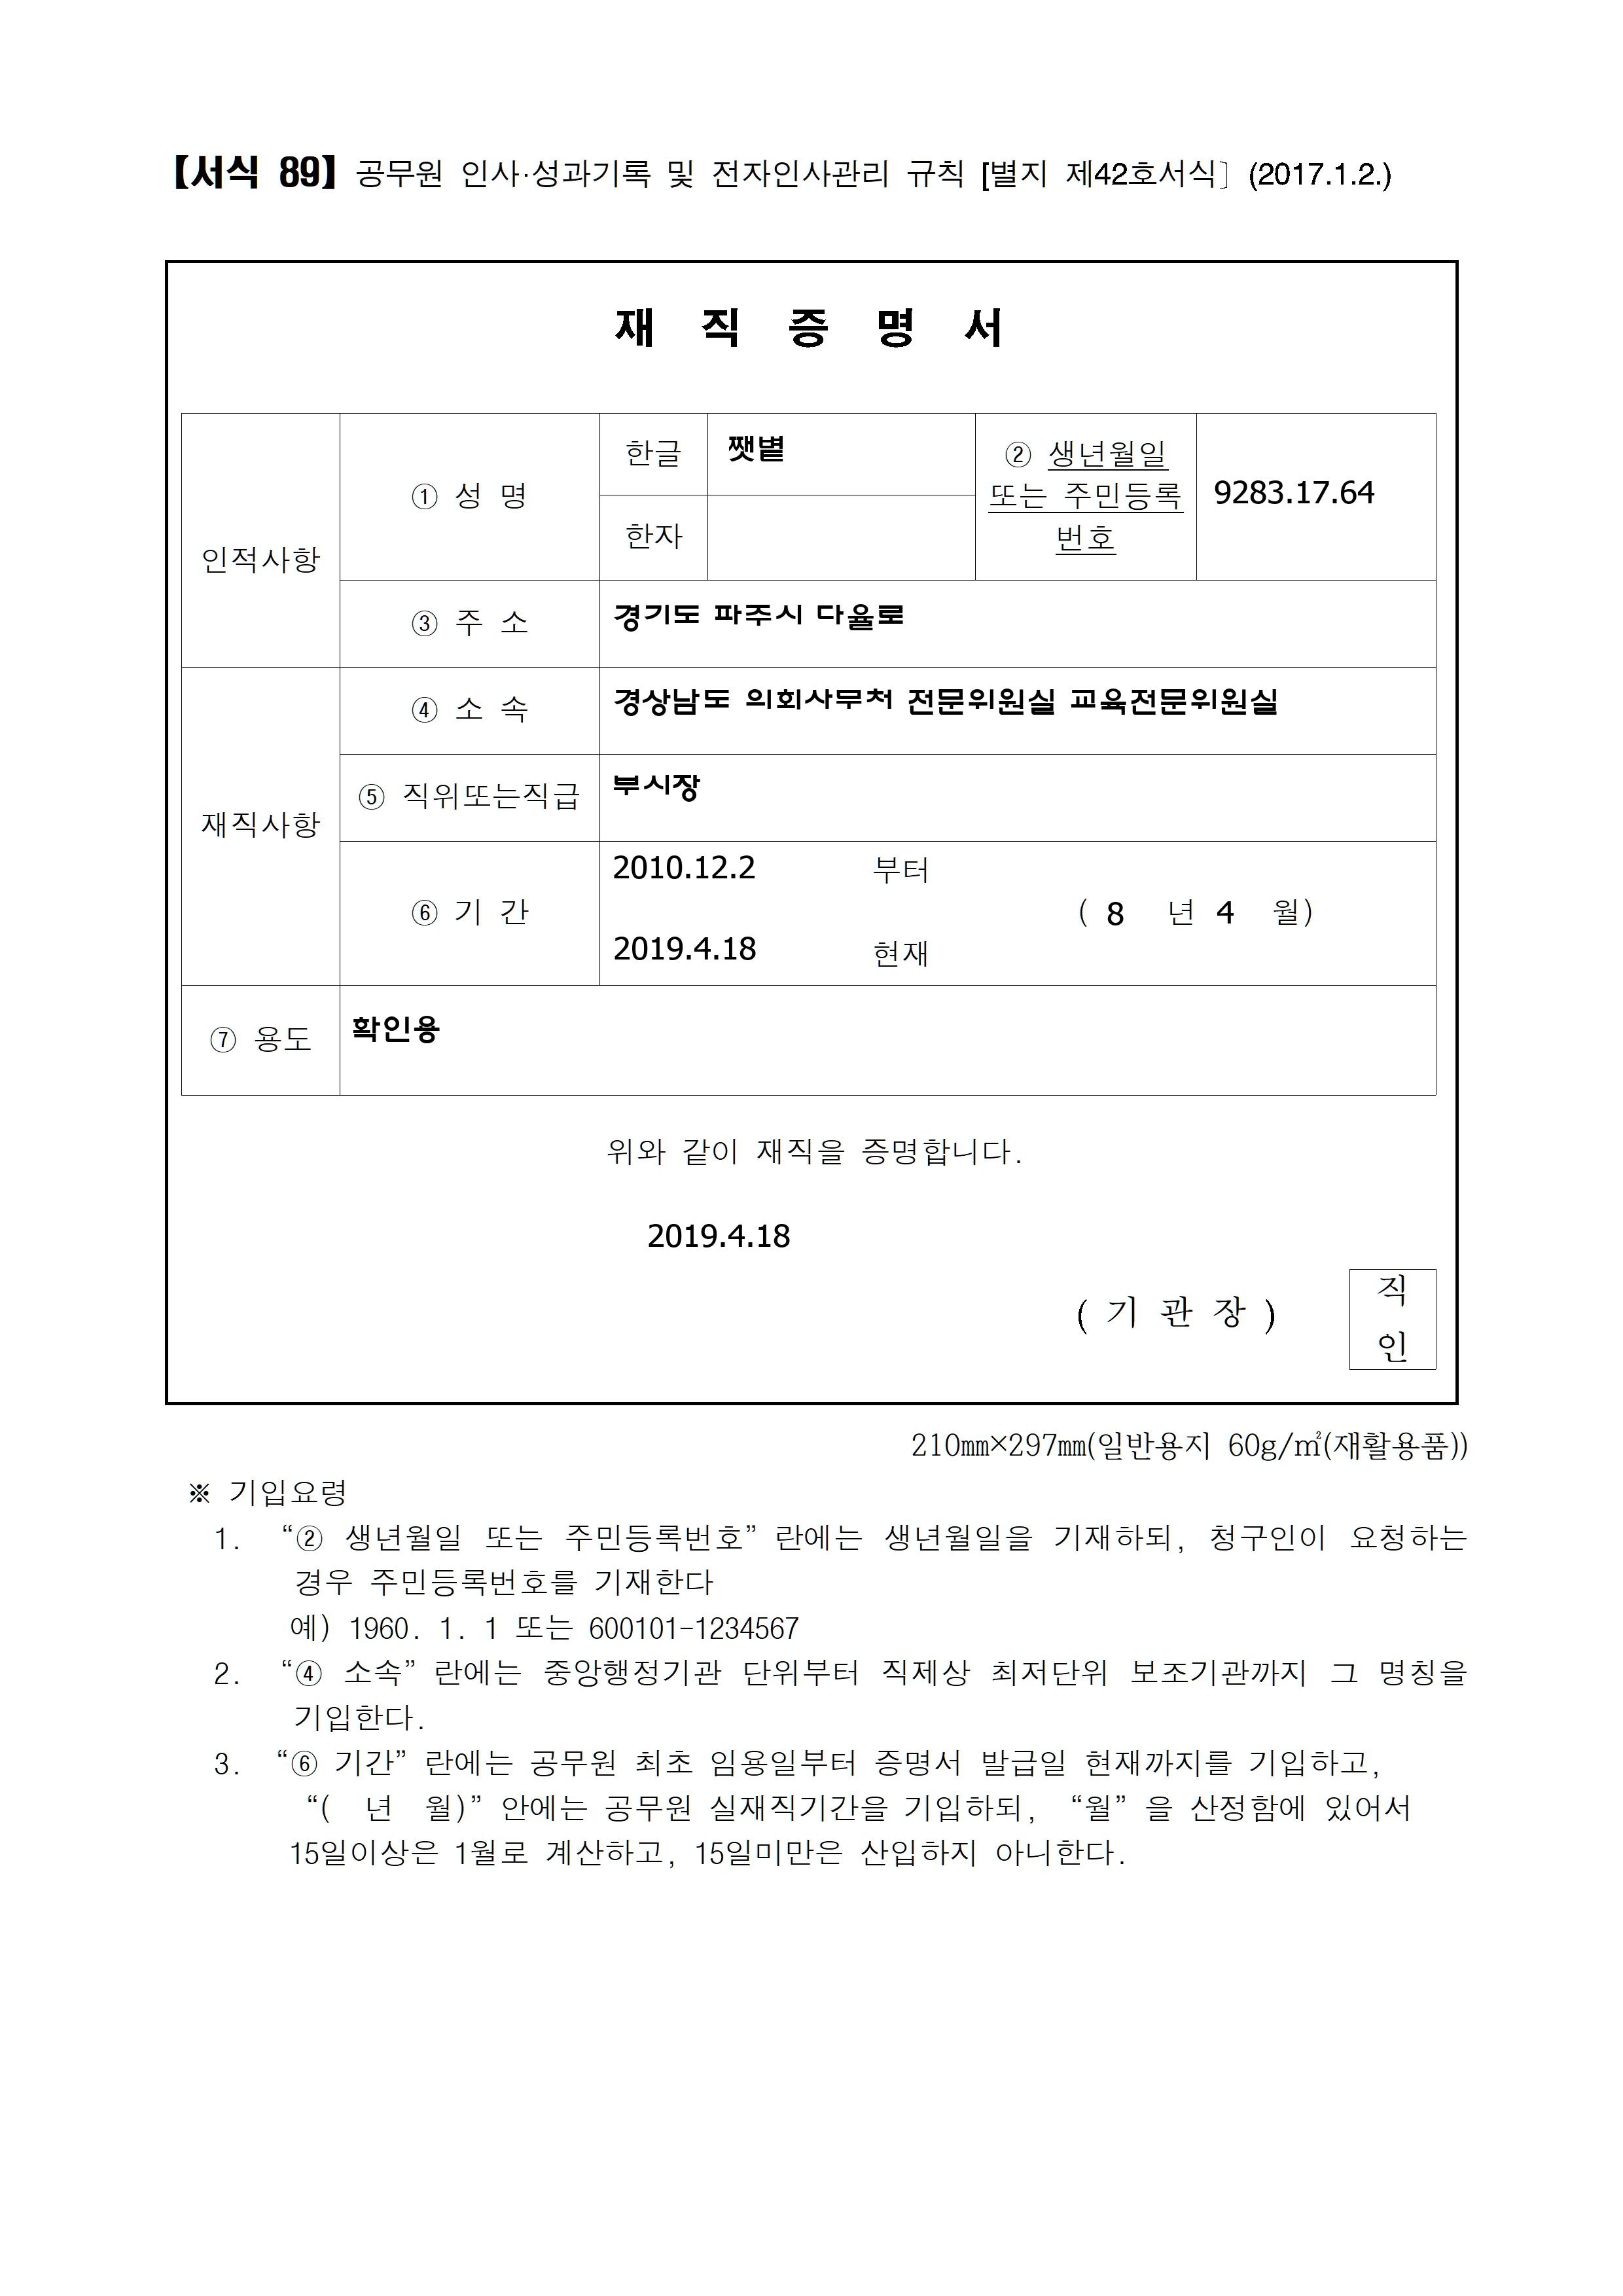 【서식 89】 공무원 인사·성과기록 및 전자인사관리 규칙 [별지 제42호서식〕(2017.1.2.)
재 직 증 명 서
인적사항
① 성 명
한글
쨋볕
한자
② 생년월일
또는 주민등록
번호
9283.17.64
③ 주 소
경기도 파주시 다율로
재직사항
④ 소 속
경상남도 의회사무처 전문위원실 교육전문위원실
⑤ 직위또는직급
부시장
⑥ 기 간
2010.12.2 부터
( 8 년 4 월)
2019.4.18 현재
⑦ 용도
확인용
위와 같이 재직을 증명합니다.
2019.4.18
( 기 관 장 )
직
인
210㎜×297㎜(일반용지 60g/㎡(재활용품))
※ 기입요령
1. “② 생년월일 또는 주민등록번호” 란에는 생년월일을 기재하되, 청구인이 요청하는
경우 주민등록번호를 기재한다
예) 1960. 1. 1 또는 600101-1234567
2. “④ 소속” 란에는 중앙행정기관 단위부터 직제상 최저단위 보조기관까지 그 명칭을
기입한다.
3. “⑥ 기간” 란에는 공무원 최초 임용일부터 증명서 발급일 현재까지를 기입하고,
“( 년 월)” 안에는 공무원 실재직기간을 기입하되, “월” 을 산정함에 있어서
15일이상은 1월로 계산하고, 15일미만은 산입하지 아니한다.